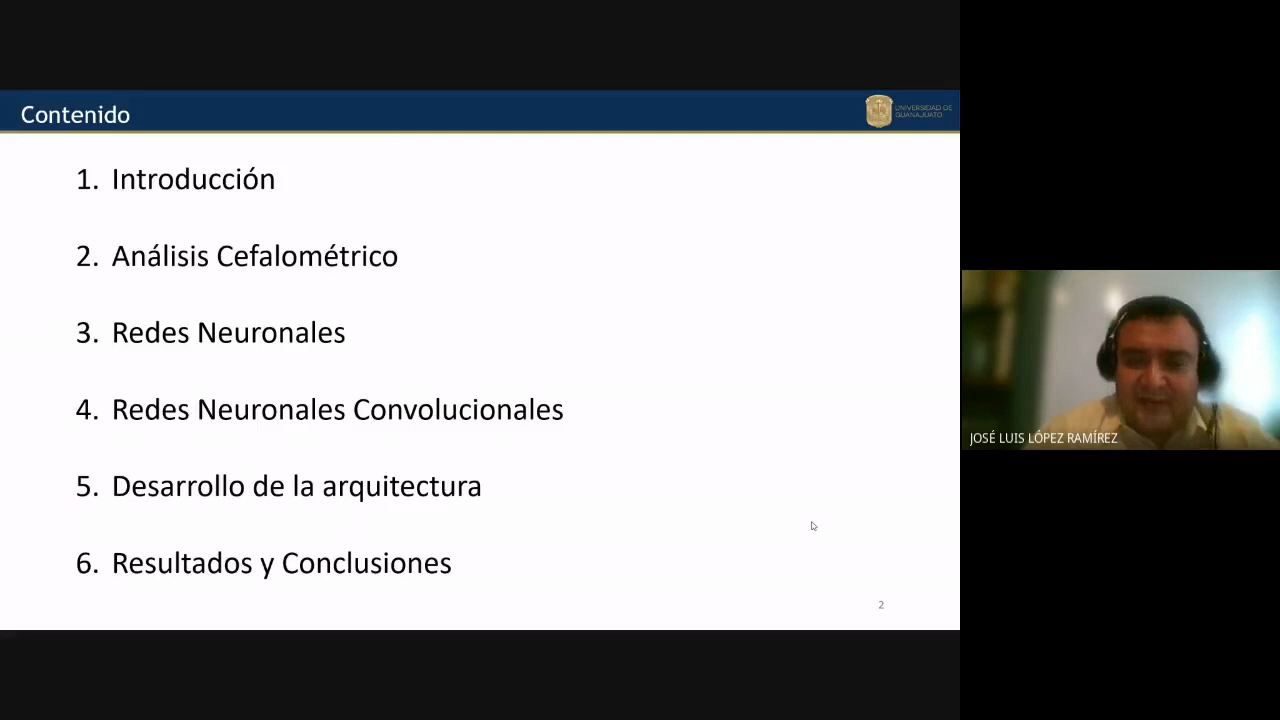 Contenido
UNIVERSIDAD DE
GUANAJUATO
1. Introducción
2. Análisis Cefalométrico
3. Redes Neuronales
4. Redes Neuronales Convolucionales
5. Desarrollo de la arquitectura
6. Resultados y Conclusiones
2
JOSÉ LUIS LÓPEZ RAMÍREZ